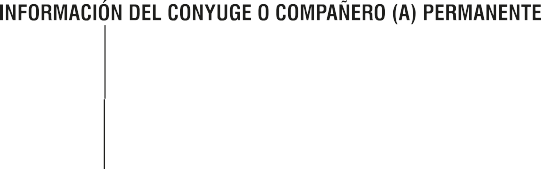 INFORMACIÓN DEL CONYUGE O COMPAÑERO (A) PERMANENTE